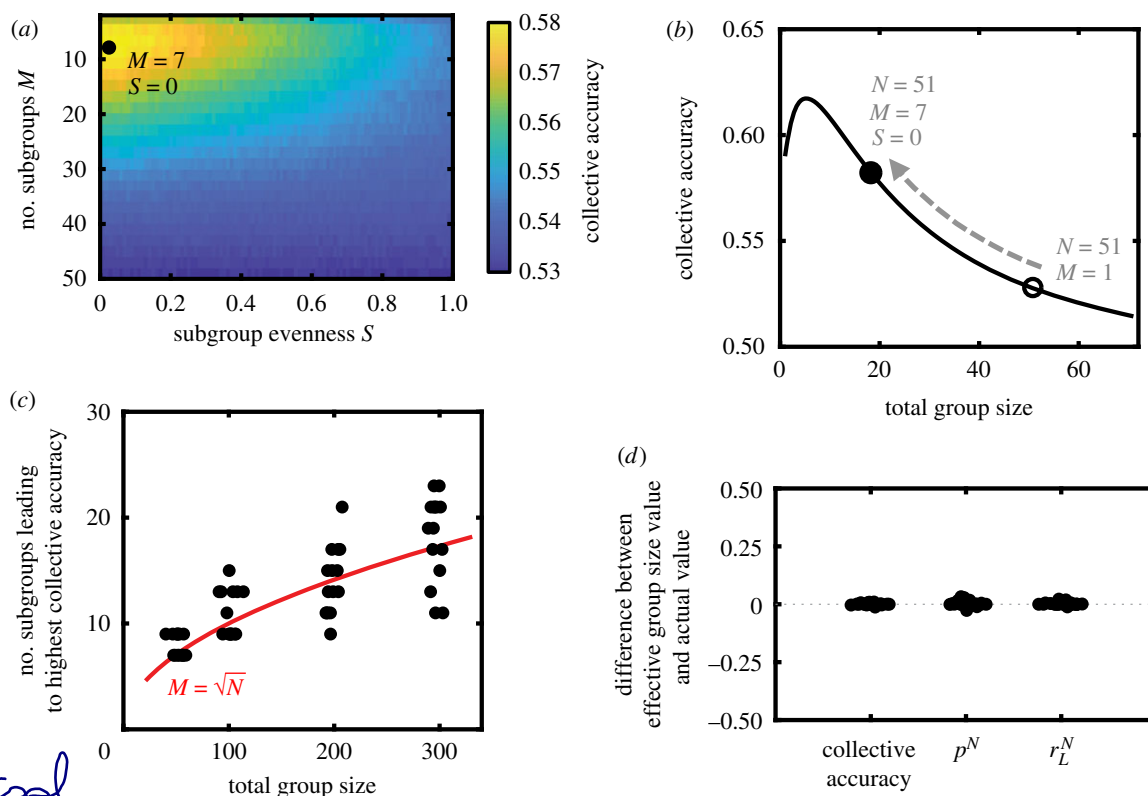 (a)
no. subgroups M
10
20
30
40
50
M = 7
S = 0
0
0.2
0.4
0.6
0.8
1.0
subgroup evenness S
0.58
0.57
0.56
0.55
0.54
0.53
collective accuracy
(b)
collective accuracy
0.65
0.60
0.55
0.50
N = 51
M = 7
S = 0
N = 51
M = 1
0
20
40
60
total group size
(c)
no. subgroups leading
to highest collective accuracy
30
20
10
M = √N
0
100
200
300
total group size
(d)
difference between
effective group size value
and actual value
0.50
0.25
0
−0.25
−0.50
collective
accuracy
p^N
r_L^N